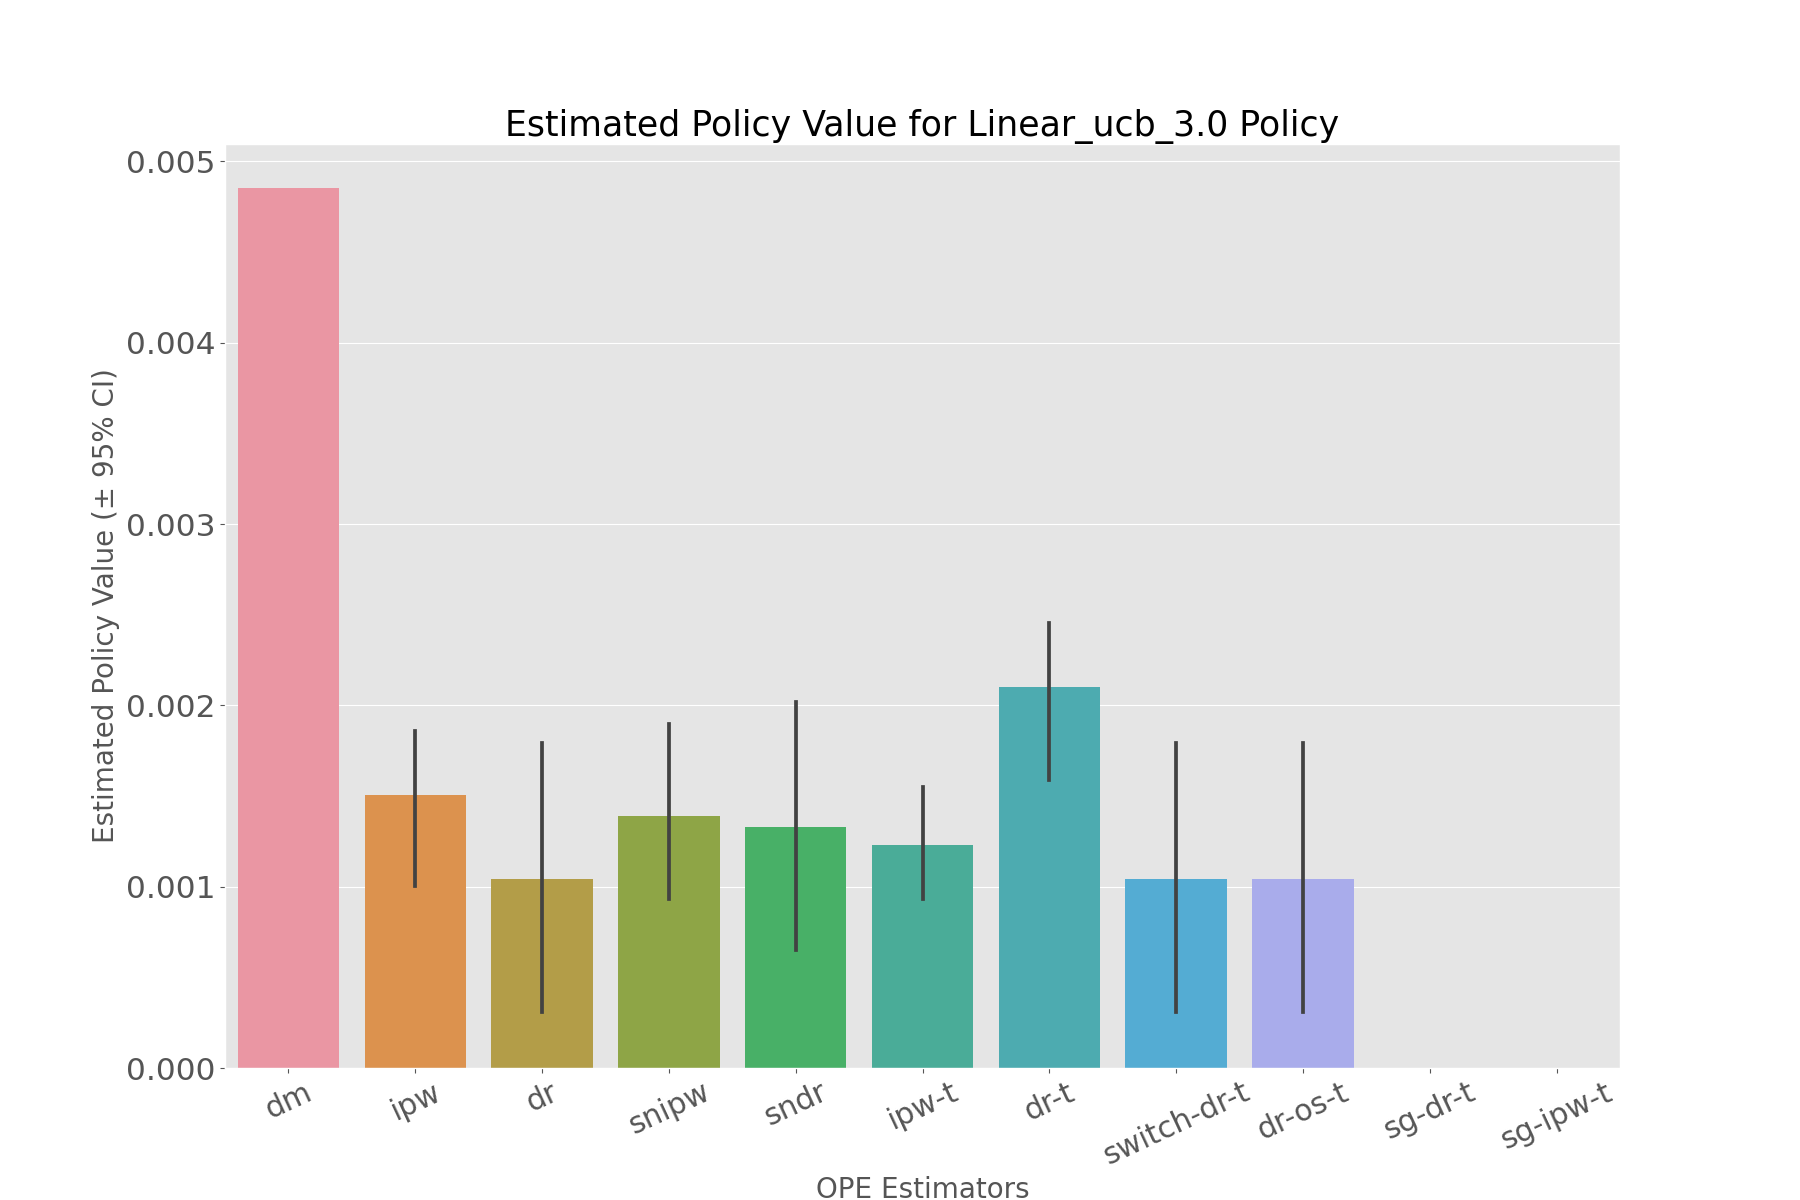 Estimated Policy Value for Linear_ucb_3.0 Policy
Estimated Policy Value (± 95% CI)
0.005
0.004
0.003
0.002
0.001
0.000
dm
ipw
dr
snipw
sndr
ipw-t
dr-t
switch-dr-t
dr-os-t
sg-dr-t
sg-ipw-t
OPE Estimators